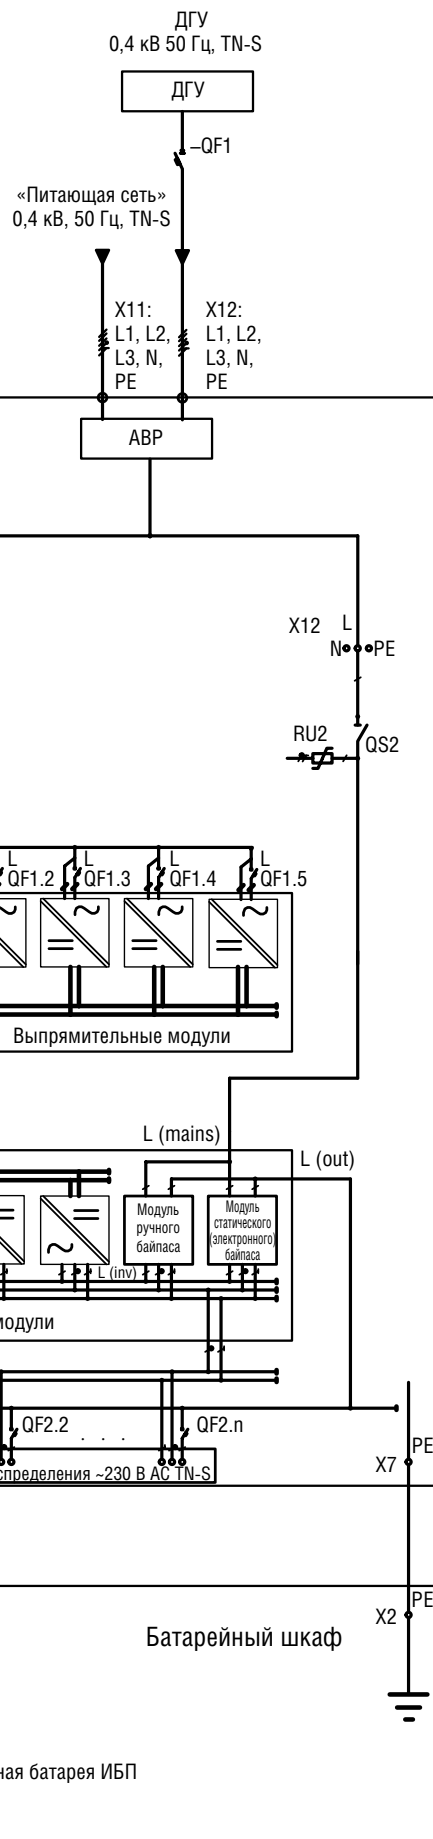 ДГУ
0,4 кВ 50 Гц, TN-S
ДГУ
–QF1
«Питающая сеть»
0,4 кВ, 50 Гц, TN-S
X11:
L1, L2,
L3, N,
PE
X12:
L1, L2,
L3, N,
PE
АВР
X12
L
N
PE
RU2
QS2
L
QF1.2
L
QF1.3
L
QF1.4
L
QF1.5
Выпрямительные модули
L (mains)
L (out)
Модуль
ручного
байпаса
Модуль
статического
(электронного)
байпаса
L (inv)
модули
QF2.2
. . .
QF2.n
спределения ~230 В AC TN-S
PE
X7
PE
X2
Батарейный шкаф
ная батарея ИБП